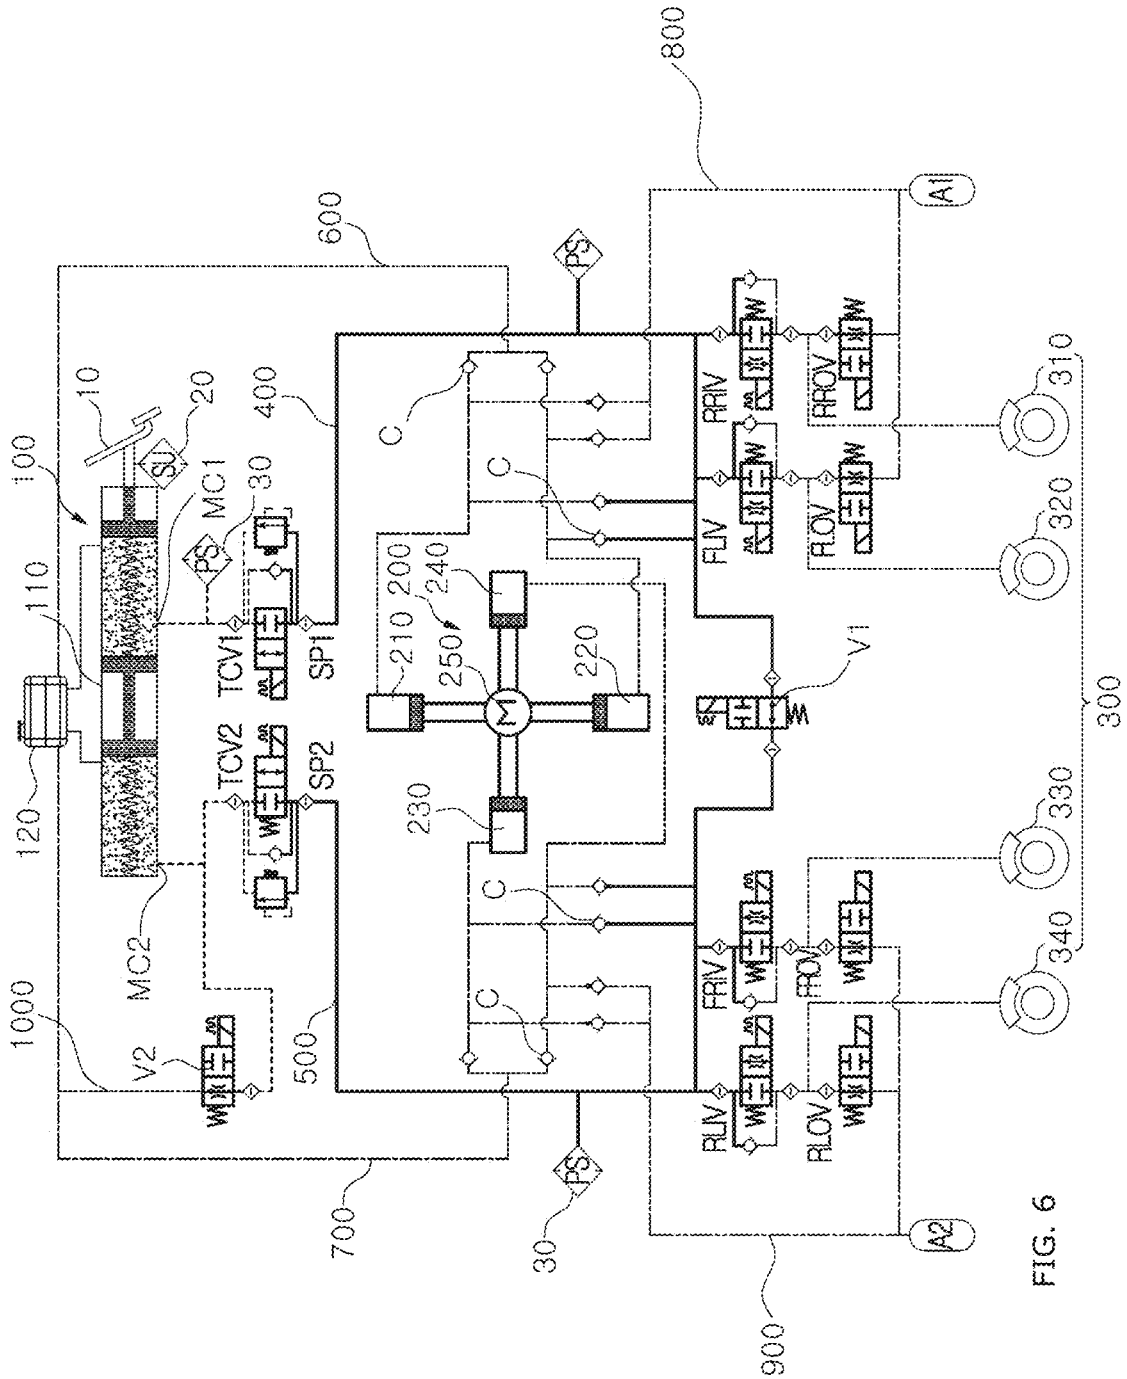 1000
120
110
100
10
V2
MC2
SU
20
PS
MC1
30
TCV2
TCV1
SP2
SP1
500
400
600
700
C
210
200
240
250
M
230
220
C
C
C
30
PS
PS
800
RLIV
FRIV
FLIV
RRIV
900
RLOV
FROV
V1
FLOV
RROV
A2
A1
340
330
320
310
300
FIG. 6